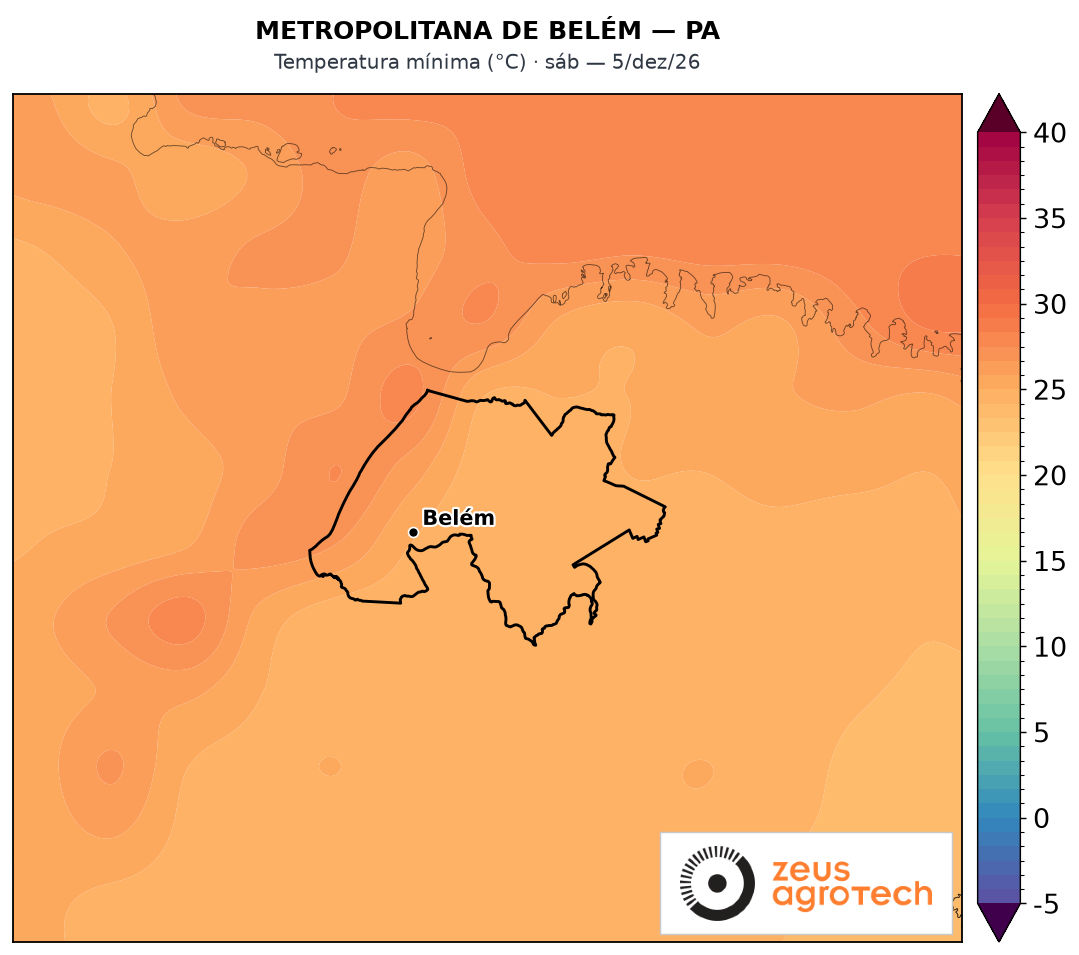 METROPOLITANA DE BELÉM — PA
Temperatura mínima (°C) · sáb — 5/dez/26
40
35
30
25
20
15
10
5
0
-5
Belém
zeus
agrotech